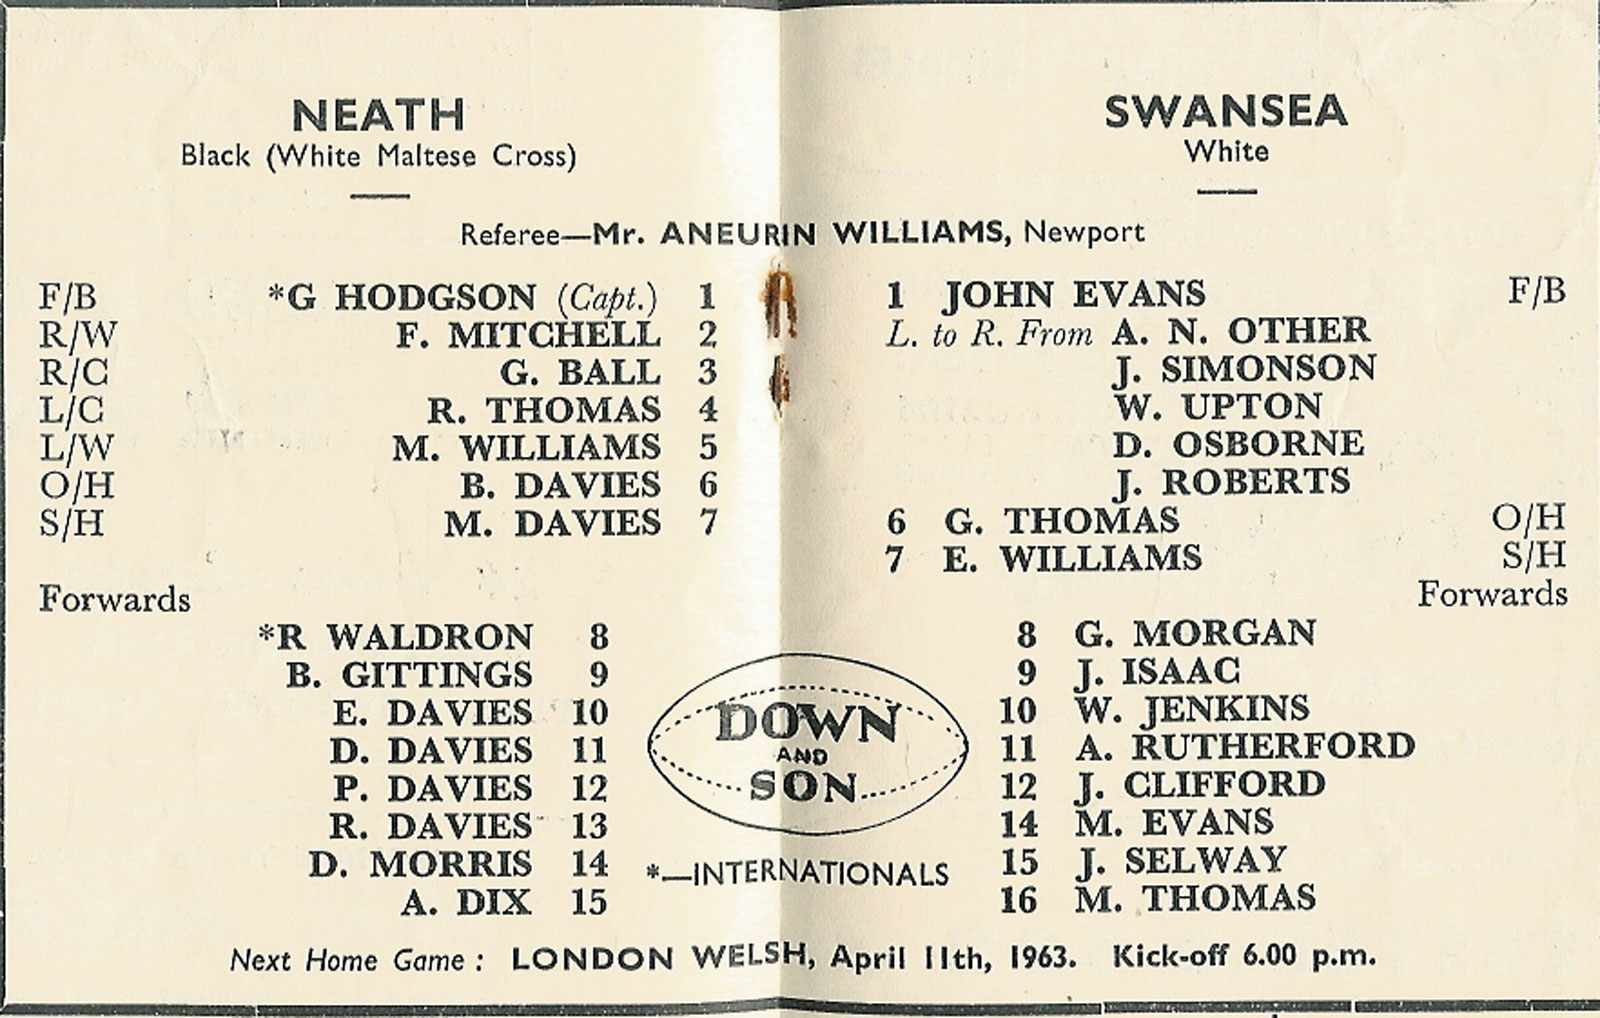 NEATH
Black (White Maltese Cross)
SWANSEA
White
Referee—Mr. ANEURIN WILLIAMS, Newport
F/B *G HODGSON (Capt.) 1
R/W F. MITCHELL 2
R/C G. BALL 3
L/C R. THOMAS 4
L/W M. WILLIAMS 5
O/H B. DAVIES 6
S/H M. DAVIES 7
Forwards
*R WALDRON 8
B. GITTINGS 9
E. DAVIES 10
D. DAVIES 11
P. DAVIES 12
R. DAVIES 13
D. MORRIS 14
A. DIX 15
1 JOHN EVANS F/B
L. to R. From A. N. OTHER
J. SIMONSON
W. UPTON
D. OSBORNE
J. ROBERTS
6 G. THOMAS O/H
7 E. WILLIAMS S/H
Forwards
8 G. MORGAN
9 J. ISAAC
10 W. JENKINS
11 A. RUTHERFORD
12 J. CLIFFORD
14 M. EVANS
15 J. SELWAY
16 M. THOMAS
DOWN
AND
SON
*—INTERNATIONALS
Next Home Game : LONDON WELSH, April 11th, 1963. Kick-off 6.00 p.m.